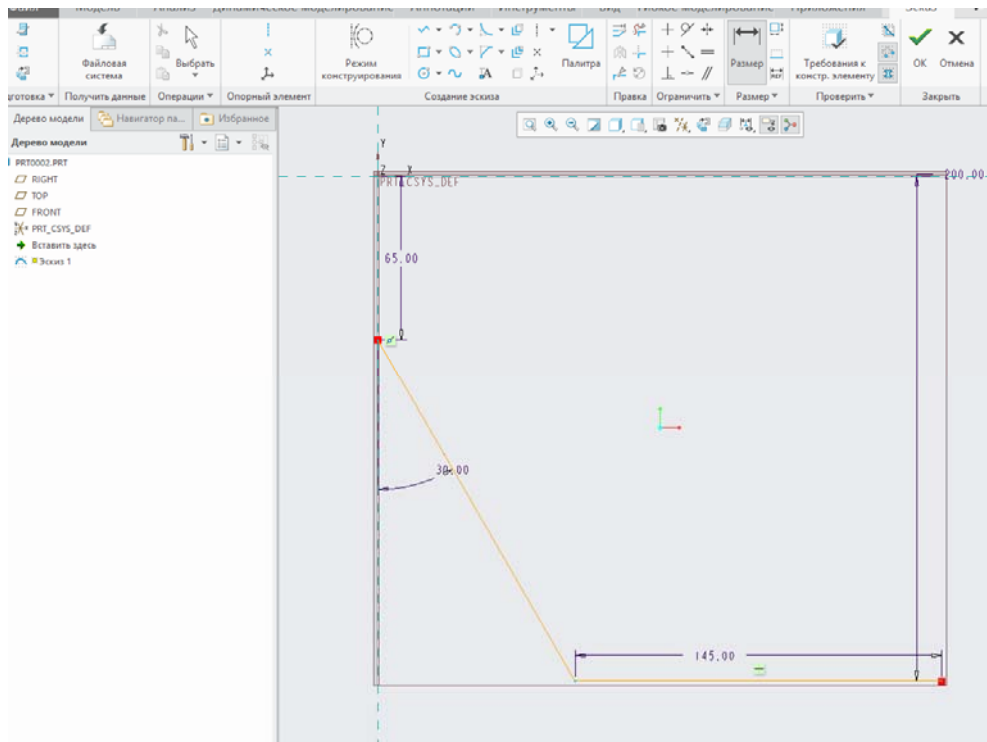 Файловая система
Выбрать
Режим конструирования
Палитра
Размер
Требования к констр. элементу
ОК
Отмена
Получить данные
Операции
Опорный элемент
Создание эскиза
Правка
Ограничить
Размер
Проверить
Закрыть
Дерево модели
Навигатор па...
Избранное
Дерево модели
PRT0002.PRT
RIGHT
TOP
FRONT
PRT_CSYS_DEF
Вставить здесь
Эскиз 1
Y
Z X
PRT_CSYS_DEF
200.00
65.00
30.00
145.00